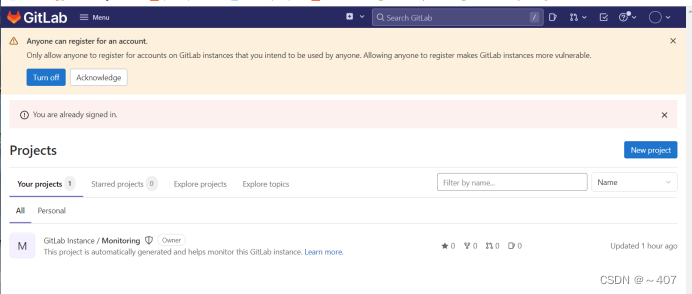 GitLab Menu Search GitLab /
Anyone can register for an account.
Only allow anyone to register for accounts on GitLab instances that you intend to be used by anyone. Allowing anyone to register makes GitLab instances more vulnerable.
Turn off Acknowledge
You are already signed in.
Projects New project
Your projects 1 Starred projects 0 Explore projects Explore topics Filter by name... Name
All Personal
M GitLab Instance / Monitoring Owner 0 0 0 0 Updated 1 hour ago
This project is automatically generated and helps monitor this GitLab instance. Learn more.
CSDN @～407